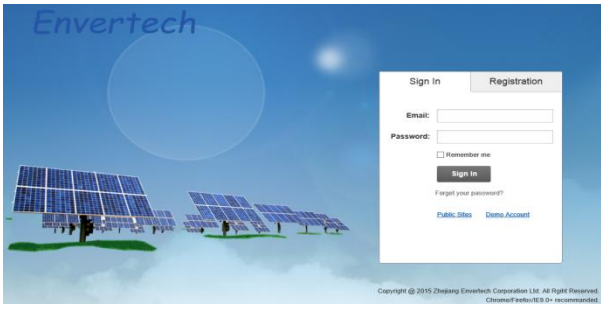 Envertech
Sign In Registration
Email:
Password:
Remember me
Sign In
Forget your password?
Public Sites Demo Account
Copyright @ 2015 Zhejiang Envertech Corporation Ltd. All Right Reserved.
Chrome/Firefox/IE9.0+ recommanded.